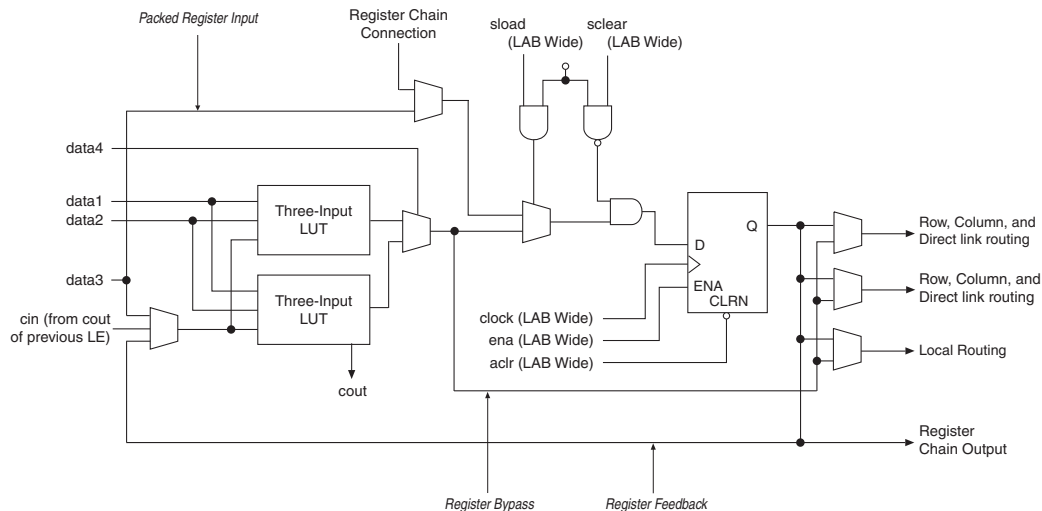 Packed Register Input
Register Chain
Connection
sload
(LAB Wide)
sclear
(LAB Wide)
data4
data1
data2
Three-Input
LUT
data3
Three-Input
LUT
cin (from cout
of previous LE)
cout
Q
D
ENA
CLRN
clock (LAB Wide)
ena (LAB Wide)
aclr (LAB Wide)
Row, Column, and
Direct link routing
Row, Column, and
Direct link routing
Local Routing
Register
Chain Output
Register Bypass
Register Feedback